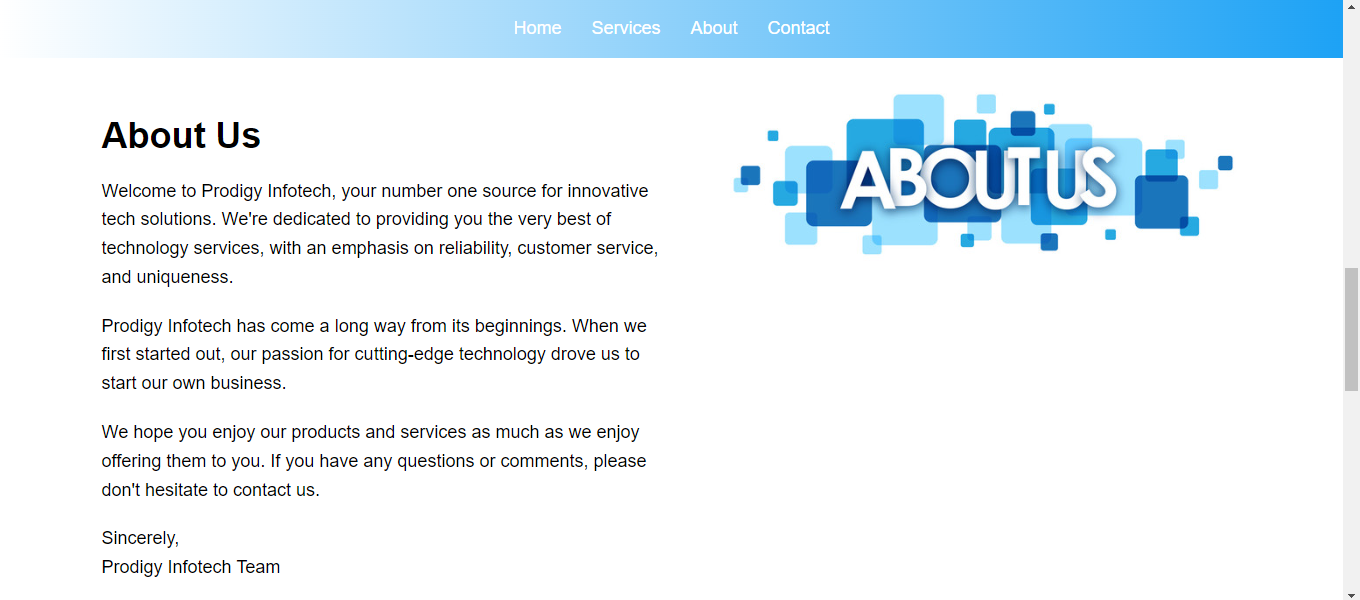 Home Services About Contact
About Us
Welcome to Prodigy Infotech, your number one source for innovative
tech solutions. We're dedicated to providing you the very best of
technology services, with an emphasis on reliability, customer service,
and uniqueness.
Prodigy Infotech has come a long way from its beginnings. When we
first started out, our passion for cutting-edge technology drove us to
start our own business.
We hope you enjoy our products and services as much as we enjoy
offering them to you. If you have any questions or comments, please
don't hesitate to contact us.
Sincerely,
Prodigy Infotech Team
ABOUT US